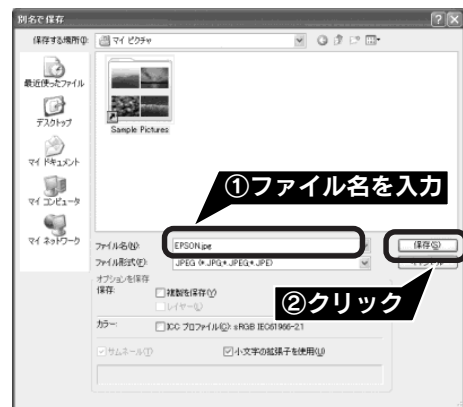 別名で保存
保存する場所(I):
マイ ピクチャ
最近使ったファイル
デスクトップ
マイ ドキュメント
マイ コンピュータ
マイ ネットワーク
Sample Pictures
①ファイル名を入力
ファイル名(N):
EPSON.jpg
保存(S)
ファイル形式(F):
JPEG (*.JPG;*.JPEG;*.JPE)
②クリック
オプションを保存
保存:
複製を保存(Y)
レイヤー(L)
カラー:
ICC プロファイル(C): sRGB IEC61966-2.1
サムネール(T)
小文字の拡張子を使用(U)